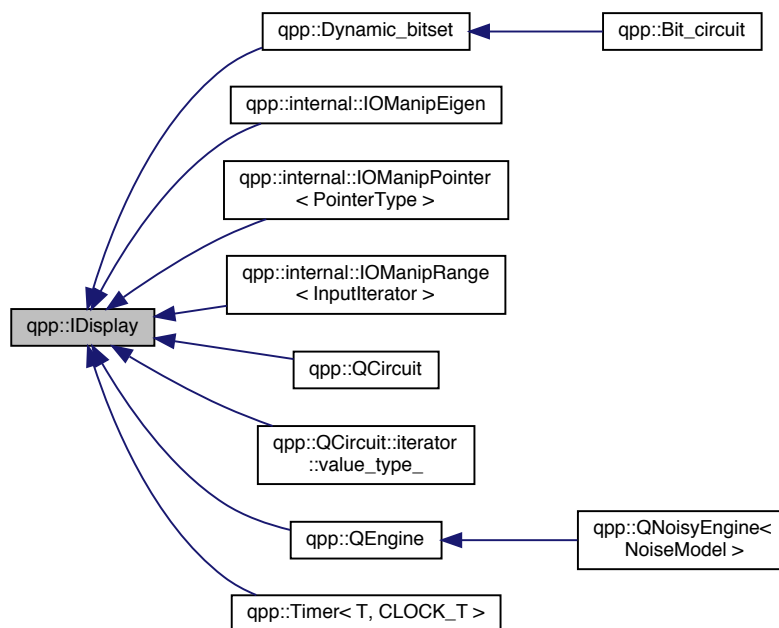 qpp::Dynamic_bitset
qpp::Bit_circuit
qpp::internal::IOManipEigen
qpp::internal::IOManipPointer
< PointerType >
qpp::internal::IOManipRange
< InputIterator >
qpp::IDisplay
qpp::QCircuit
qpp::QCircuit::iterator
::value_type_
qpp::QEngine
qpp::QNoisyEngine<
NoiseModel >
qpp::Timer< T, CLOCK_T >